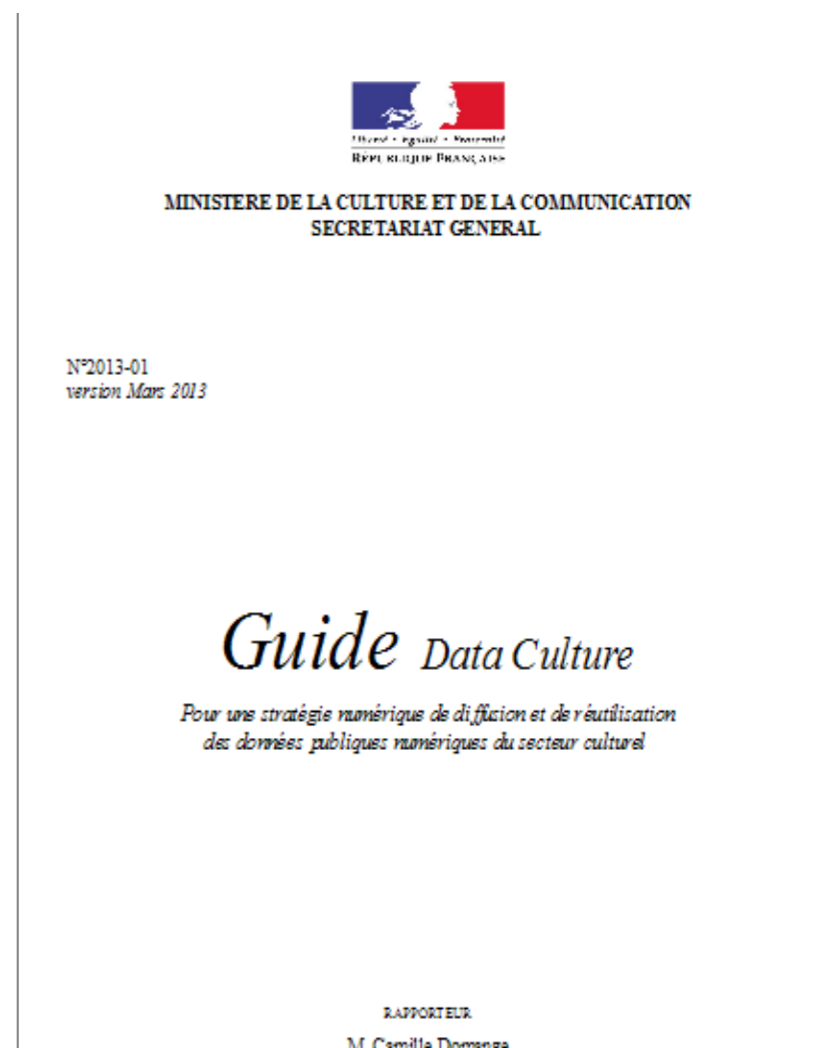 Liberté • Égalité • Fraternité
RÉPUBLIQUE FRANÇAISE
MINISTERE DE LA CULTURE ET DE LA COMMUNICATION
SECRETARIAT GENERAL
N°2013-01
version Mars 2013
Guide Data Culture
Pour une stratégie numérique de diffusion et de réutilisation
des données publiques numériques du secteur culturel
RAPPORTEUR
M. Camille Domange